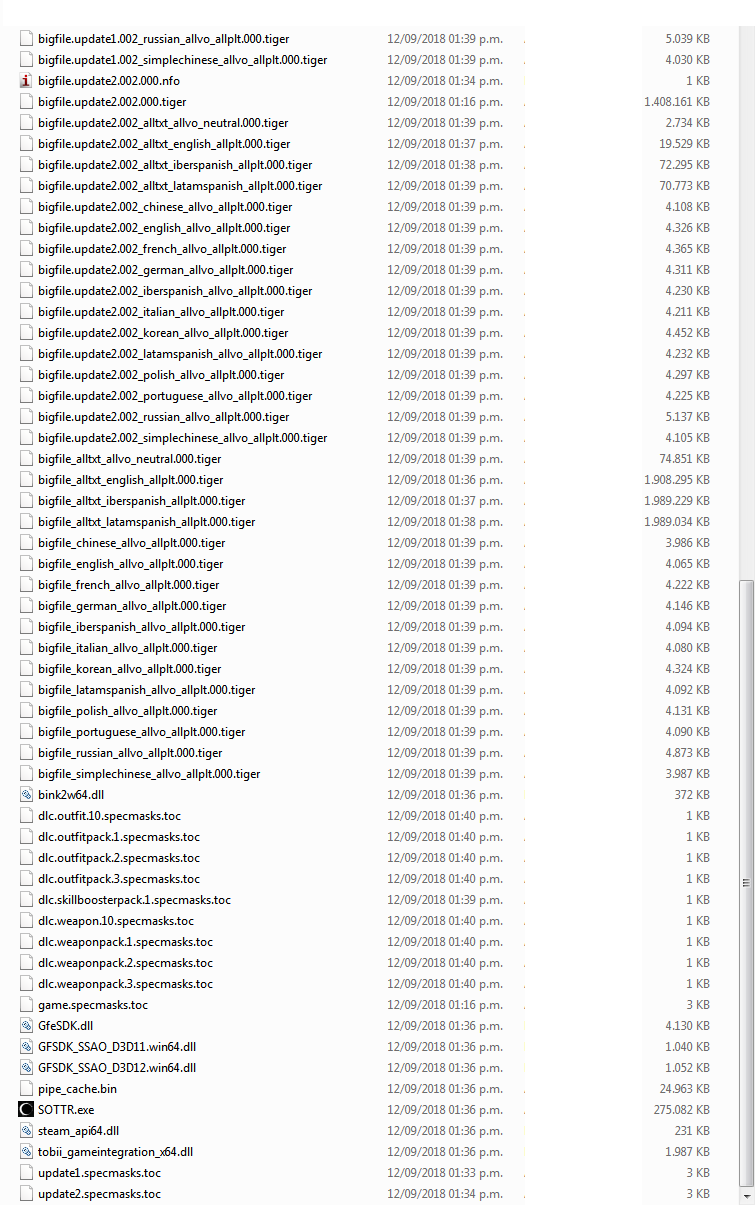 bigfile.update1.002_russian_allvo_allplt.000.tiger 12/09/2018 01:39 p.m. 5.039 KB
bigfile.update1.002_simplechinese_allvo_allplt.000.tiger 12/09/2018 01:39 p.m. 4.030 KB
bigfile.update2.002.000.nfo 12/09/2018 01:34 p.m. 1 KB
bigfile.update2.002.000.tiger 12/09/2018 01:16 p.m. 1.408.161 KB
bigfile.update2.002_alltxt_allvo_neutral.000.tiger 12/09/2018 01:39 p.m. 2.734 KB
bigfile.update2.002_alltxt_english_allplt.000.tiger 12/09/2018 01:37 p.m. 19.529 KB
bigfile.update2.002_alltxt_iberspanish_allplt.000.tiger 12/09/2018 01:38 p.m. 72.295 KB
bigfile.update2.002_alltxt_latamspanish_allplt.000.tiger 12/09/2018 01:39 p.m. 70.773 KB
bigfile.update2.002_chinese_allvo_allplt.000.tiger 12/09/2018 01:39 p.m. 4.108 KB
bigfile.update2.002_english_allvo_allplt.000.tiger 12/09/2018 01:39 p.m. 4.326 KB
bigfile.update2.002_french_allvo_allplt.000.tiger 12/09/2018 01:39 p.m. 4.365 KB
bigfile.update2.002_german_allvo_allplt.000.tiger 12/09/2018 01:39 p.m. 4.311 KB
bigfile.update2.002_iberspanish_allvo_allplt.000.tiger 12/09/2018 01:39 p.m. 4.230 KB
bigfile.update2.002_italian_allvo_allplt.000.tiger 12/09/2018 01:39 p.m. 4.211 KB
bigfile.update2.002_korean_allvo_allplt.000.tiger 12/09/2018 01:39 p.m. 4.452 KB
bigfile.update2.002_latamspanish_allvo_allplt.000.tiger 12/09/2018 01:39 p.m. 4.232 KB
bigfile.update2.002_polish_allvo_allplt.000.tiger 12/09/2018 01:39 p.m. 4.297 KB
bigfile.update2.002_portuguese_allvo_allplt.000.tiger 12/09/2018 01:39 p.m. 4.225 KB
bigfile.update2.002_russian_allvo_allplt.000.tiger 12/09/2018 01:39 p.m. 5.137 KB
bigfile.update2.002_simplechinese_allvo_allplt.000.tiger 12/09/2018 01:39 p.m. 4.105 KB
bigfile_alltxt_allvo_neutral.000.tiger 12/09/2018 01:39 p.m. 74.851 KB
bigfile_alltxt_english_allplt.000.tiger 12/09/2018 01:36 p.m. 1.908.295 KB
bigfile_alltxt_iberspanish_allplt.000.tiger 12/09/2018 01:37 p.m. 1.989.229 KB
bigfile_alltxt_latamspanish_allplt.000.tiger 12/09/2018 01:38 p.m. 1.989.034 KB
bigfile_chinese_allvo_allplt.000.tiger 12/09/2018 01:39 p.m. 3.986 KB
bigfile_english_allvo_allplt.000.tiger 12/09/2018 01:39 p.m. 4.065 KB
bigfile_french_allvo_allplt.000.tiger 12/09/2018 01:39 p.m. 4.222 KB
bigfile_german_allvo_allplt.000.tiger 12/09/2018 01:39 p.m. 4.146 KB
bigfile_iberspanish_allvo_allplt.000.tiger 12/09/2018 01:39 p.m. 4.094 KB
bigfile_italian_allvo_allplt.000.tiger 12/09/2018 01:39 p.m. 4.080 KB
bigfile_korean_allvo_allplt.000.tiger 12/09/2018 01:39 p.m. 4.324 KB
bigfile_latamspanish_allvo_allplt.000.tiger 12/09/2018 01:39 p.m. 4.092 KB
bigfile_polish_allvo_allplt.000.tiger 12/09/2018 01:39 p.m. 4.131 KB
bigfile_portuguese_allvo_allplt.000.tiger 12/09/2018 01:39 p.m. 4.090 KB
bigfile_russian_allvo_allplt.000.tiger 12/09/2018 01:39 p.m. 4.873 KB
bigfile_simplechinese_allvo_allplt.000.tiger 12/09/2018 01:39 p.m. 3.987 KB
bink2w64.dll 12/09/2018 01:36 p.m. 372 KB
dlc.outfit.10.specmasks.toc 12/09/2018 01:40 p.m. 1 KB
dlc.outfitpack.1.specmasks.toc 12/09/2018 01:40 p.m. 1 KB
dlc.outfitpack.2.specmasks.toc 12/09/2018 01:40 p.m. 1 KB
dlc.outfitpack.3.specmasks.toc 12/09/2018 01:40 p.m. 1 KB
dlc.skillboosterpack.1.specmasks.toc 12/09/2018 01:39 p.m. 1 KB
dlc.weapon.10.specmasks.toc 12/09/2018 01:40 p.m. 1 KB
dlc.weaponpack.1.specmasks.toc 12/09/2018 01:40 p.m. 1 KB
dlc.weaponpack.2.specmasks.toc 12/09/2018 01:40 p.m. 1 KB
dlc.weaponpack.3.specmasks.toc 12/09/2018 01:40 p.m. 1 KB
game.specmasks.toc 12/09/2018 01:16 p.m. 3 KB
GfeSDK.dll 12/09/2018 01:36 p.m. 4.130 KB
GFSDK_SSAO_D3D11.win64.dll 12/09/2018 01:36 p.m. 1.040 KB
GFSDK_SSAO_D3D12.win64.dll 12/09/2018 01:36 p.m. 1.052 KB
pipe_cache.bin 12/09/2018 01:36 p.m. 24.963 KB
SOTTR.exe 12/09/2018 01:36 p.m. 275.082 KB
steam_api64.dll 12/09/2018 01:36 p.m. 231 KB
tobii_gameintegration_x64.dll 12/09/2018 01:36 p.m. 1.987 KB
update1.specmasks.toc 12/09/2018 01:33 p.m. 3 KB
update2.specmasks.toc 12/09/2018 01:34 p.m. 3 KB